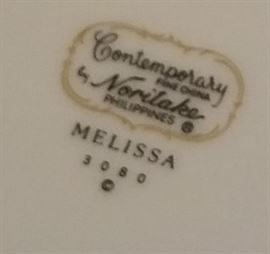 Contemporary
FINE CHINA
by Noritake
PHILIPPINES ®
MELISSA
3080
©